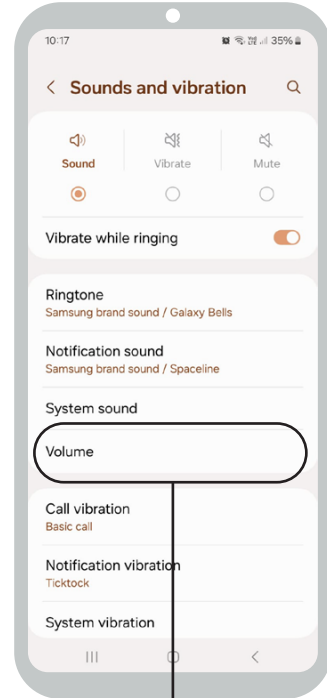 10:17
35%
Sounds and vibration
Sound
Vibrate
Mute
Vibrate while ringing
Ringtone
Samsung brand sound / Galaxy Bells
Notification sound
Samsung brand sound / Spaceline
System sound
Volume
Call vibration
Basic call
Notification vibration
Ticktock
System vibration